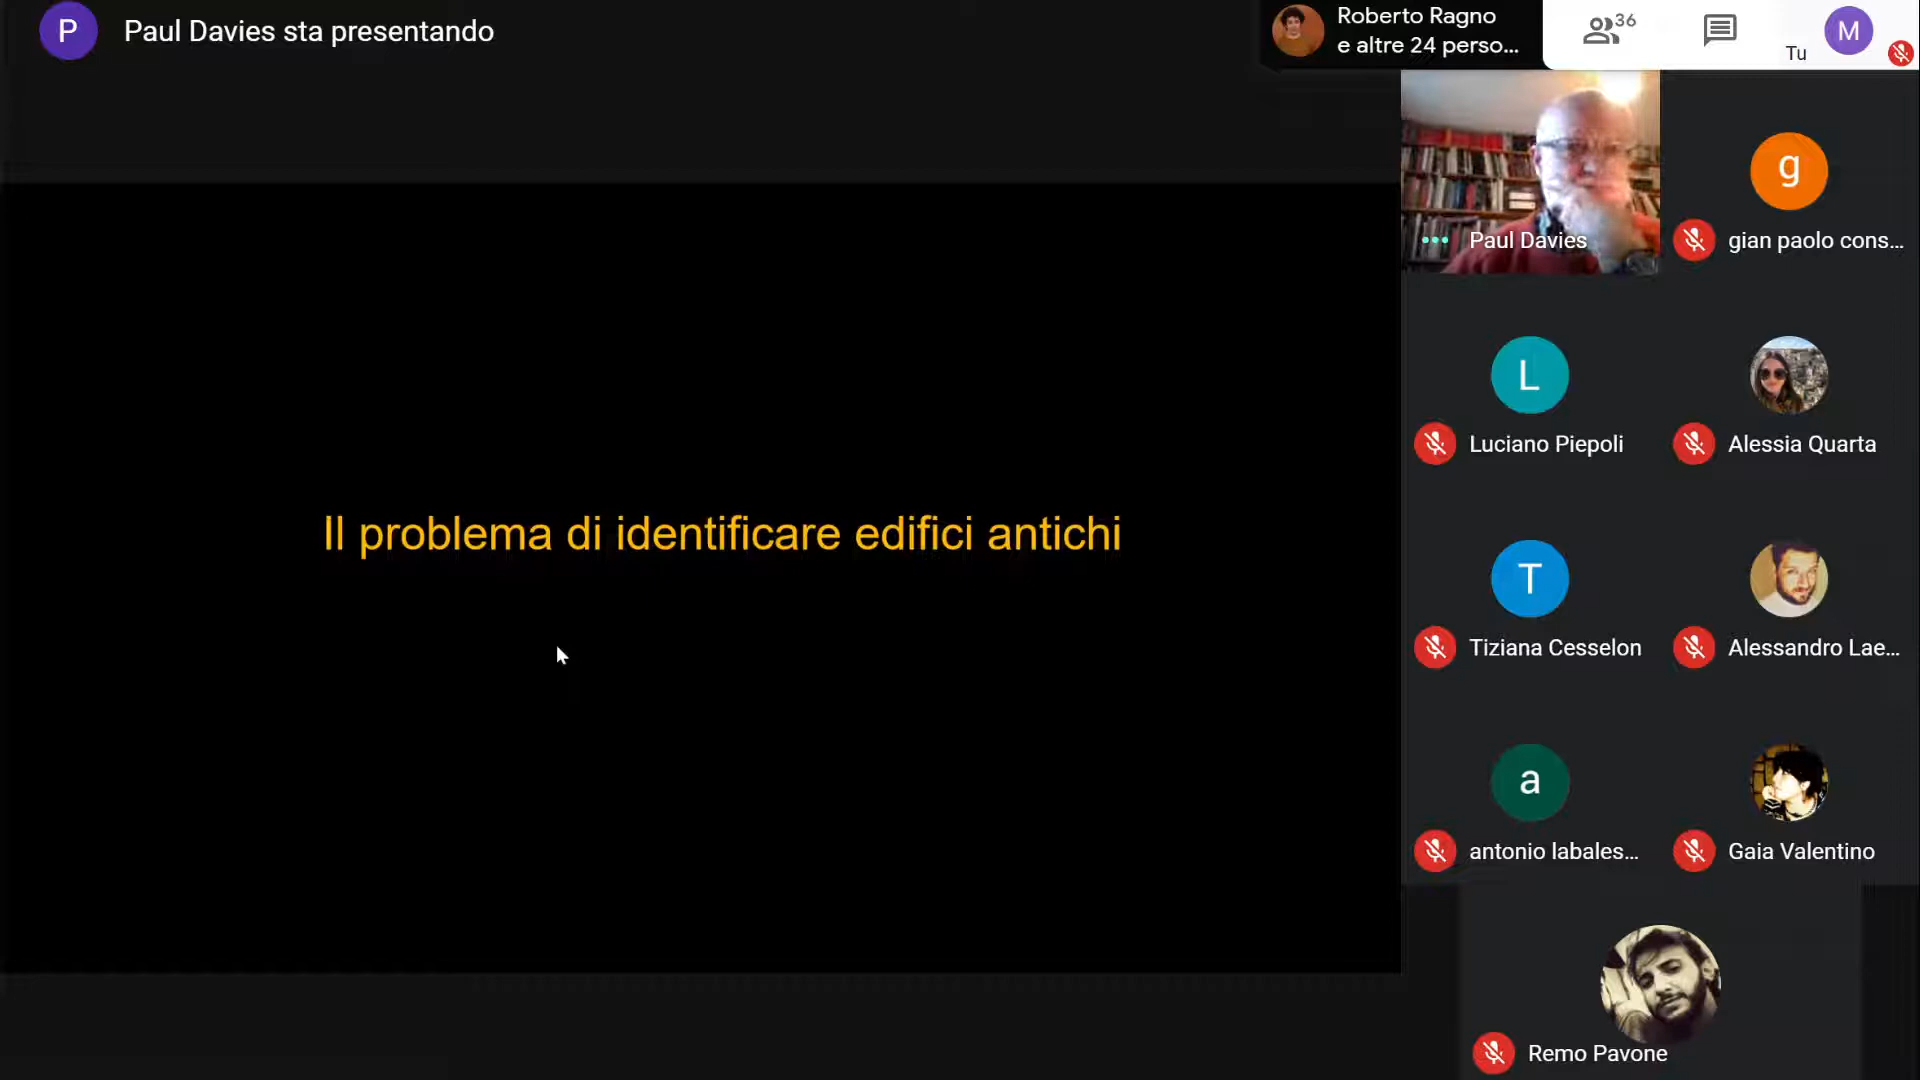 P
Paul Davies sta presentando
Roberto Ragno
e altre 24 perso...
36
Tu
M
Paul Davies
g
gian paolo cons...
L
Luciano Piepoli
Alessia Quarta
Il problema di identificare edifici antichi
T
Tiziana Cesselon
Alessandro Lae...
a
antonio labales...
Gaia Valentino
Remo Pavone